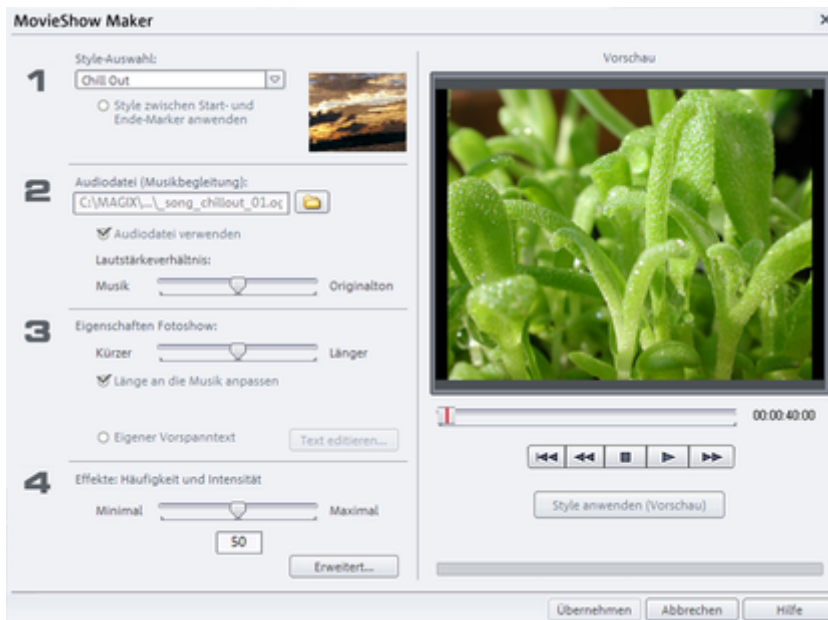 MovieShow Maker
1
Style-Auswahl:
Chill Out
Style zwischen Start- und
Ende-Marker anwenden
2
Audiodatei (Musikbegleitung):
C:\MAGIX\...\_song_chillout_01.og
Audiodatei verwenden
Lautstärkeverhältnis:
Musik Originalton
3
Eigenschaften Fotoshow:
Kürzer Länger
Länge an die Musik anpassen
Eigener Vorspanntext Text editieren...
4
Effekte: Häufigkeit und Intensität
Minimal Maximal
50
Erweitert...
Vorschau
00:00:40:00
Style anwenden (Vorschau)
Übernehmen Abbrechen Hilfe